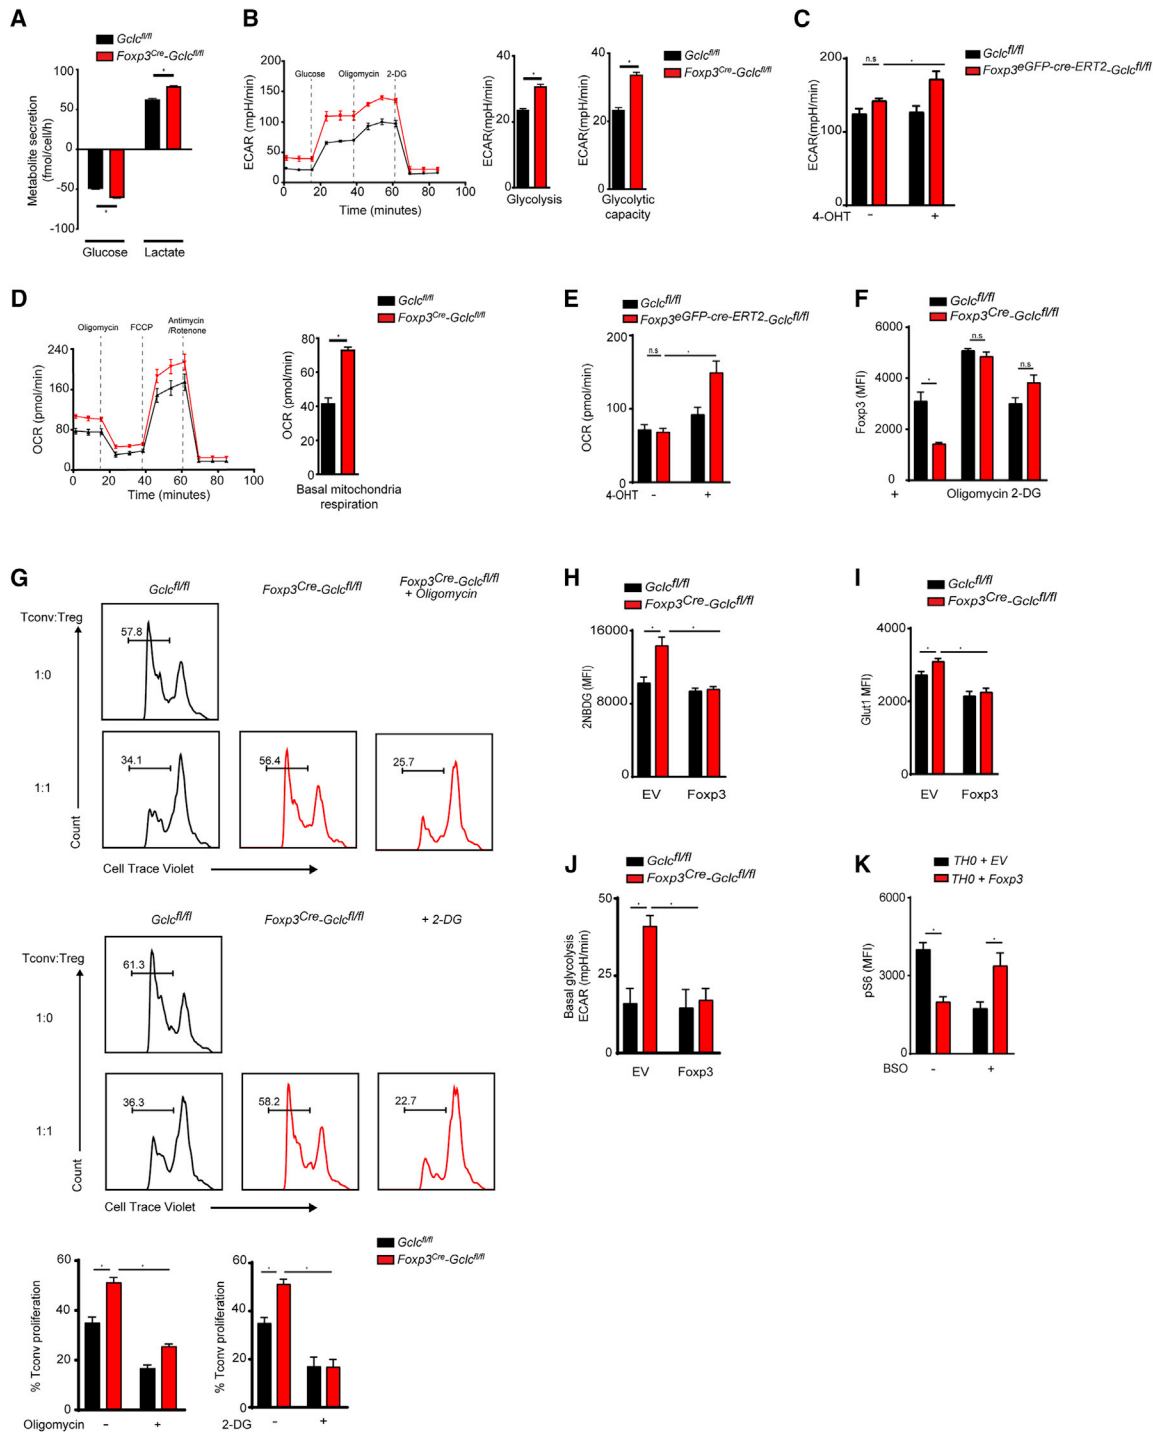 A
Gclc^fl/fl
Foxp3^Cre-Gclc^fl/fl
*
Metabolite secretion
(fmol/cell/h)
100
50
0
-50
-100
*
Glucose
Lactate
B
ECAR (mpH/min)
200
150
100
50
0
Glucose
Oligomycin
2-DG
0 20 40 60 80 100
Time (minutes)
ECAR(mpH/min)
40
20
0
*
Glycolysis
ECAR(mpH/min)
40
20
0
*
Glycolytic
capacity
Gclc^fl/fl
Foxp3^Cre-Gclc^fl/fl
C
Gclc^fl/fl
Foxp3^eGFP-cre-ERT2-Gclc^fl/fl
ECAR(mpH/min)
200
100
0
n.s
*
4-OHT - +
D
Gclc^fl/fl
Foxp3^Cre-Gclc^fl/fl
OCR (pmol/min)
240
160
80
0
Oligomycin
FCCP
Antimycin
/Rotenone
0 20 40 60 80 100
Time (minutes)
OCR (pmol/min)
80
60
40
20
0
*
Basal mitochondria
respiration
E
Gclc^fl/fl
Foxp3^eGFP-cre-ERT2-Gclc^fl/fl
OCR (pmol/min)
200
100
0
n.s
*
4-OHT - +
F
Gclc^fl/fl
Foxp3^Cre-Gclc^fl/fl
Foxp3 (MFI)
6000
4000
2000
0
*
n.s
n.s
+ Oligomycin 2-DG
G
Gclc^fl/fl
Foxp3^Cre-Gclc^fl/fl
Foxp3^Cre-Gclc^fl/fl
+ Oligomycin
Tconv:Treg
1:0
57.8
1:1
34.1
56.4
25.7
Count
Cell Trace Violet
Gclc^fl/fl
Foxp3^Cre-Gclc^fl/fl
+ 2-DG
Tconv:Treg
1:0
61.3
1:1
36.3
58.2
22.7
Count
Cell Trace Violet
Gclc^fl/fl
Foxp3^Cre-Gclc^fl/fl
% Tconv proliferation
60
40
20
0
*
*
Oligomycin - +
% Tconv proliferation
60
40
20
0
*
*
2-DG - +
H
Gclc^fl/fl
Foxp3^Cre-Gclc^fl/fl
2NBDG (MFI)
16000
8000
0
*
*
EV Foxp3
I
Gclc^fl/fl
Foxp3^Cre-Gclc^fl/fl
Glut1 MFI)
4000
2000
0
*
*
EV Foxp3
J
Gclc^fl/fl
Foxp3^Cre-Gclc^fl/fl
Basal glycolysis
ECAR (mpH/min)
50
25
0
*
*
EV Foxp3
K
TH0 + EV
TH0 + Foxp3
pS6 (MFI)
6000
3000
0
*
*
BSO - +